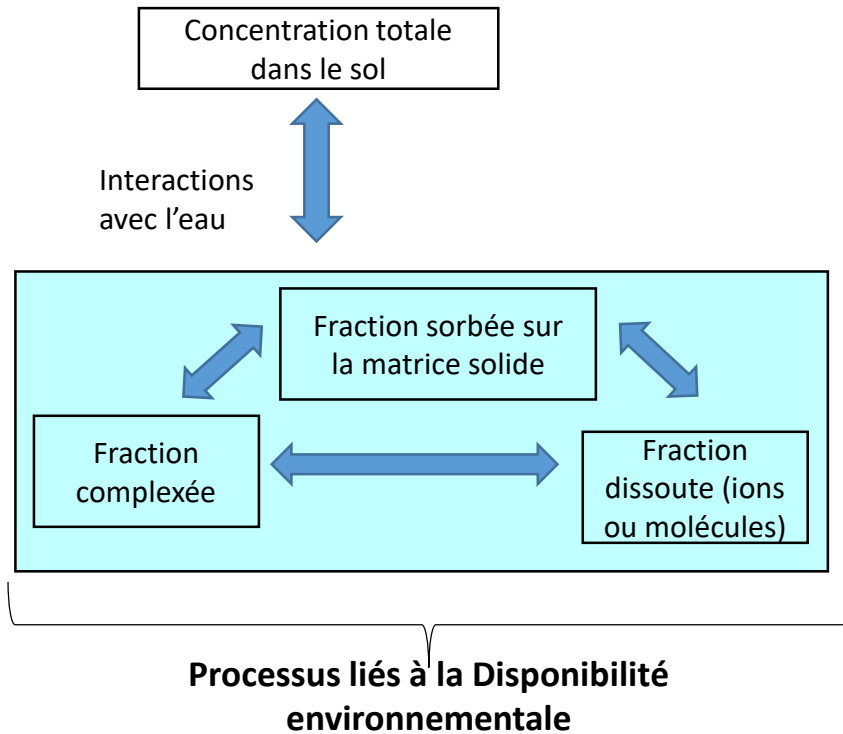 Concentration totale
dans le sol
Interactions
avec l’eau
Fraction sorbée sur
la matrice solide
Fraction
complexée
Fraction
dissoute (ions
ou molécules)
Processus liés à la Disponibilité
environnementale